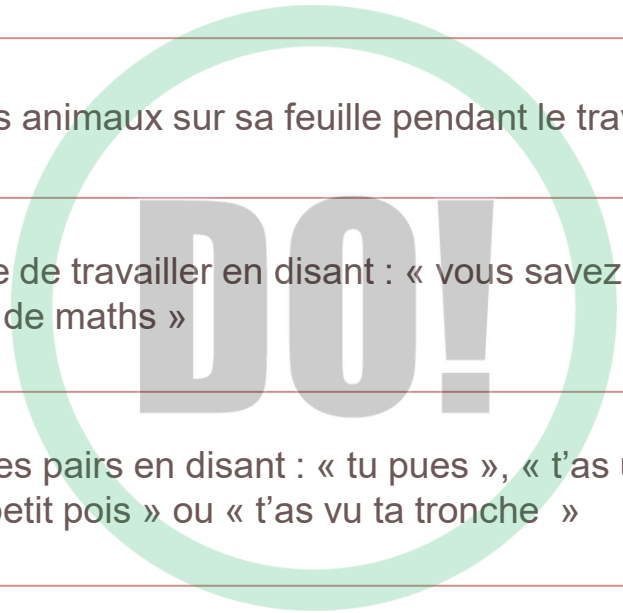 s animaux sur sa feuille pendant le tra
e de travailler en disant : « vous savez
de maths »
DO!
es pairs en disant : « tu pues », « t’as
petit pois » ou « t’as vu ta tronche »